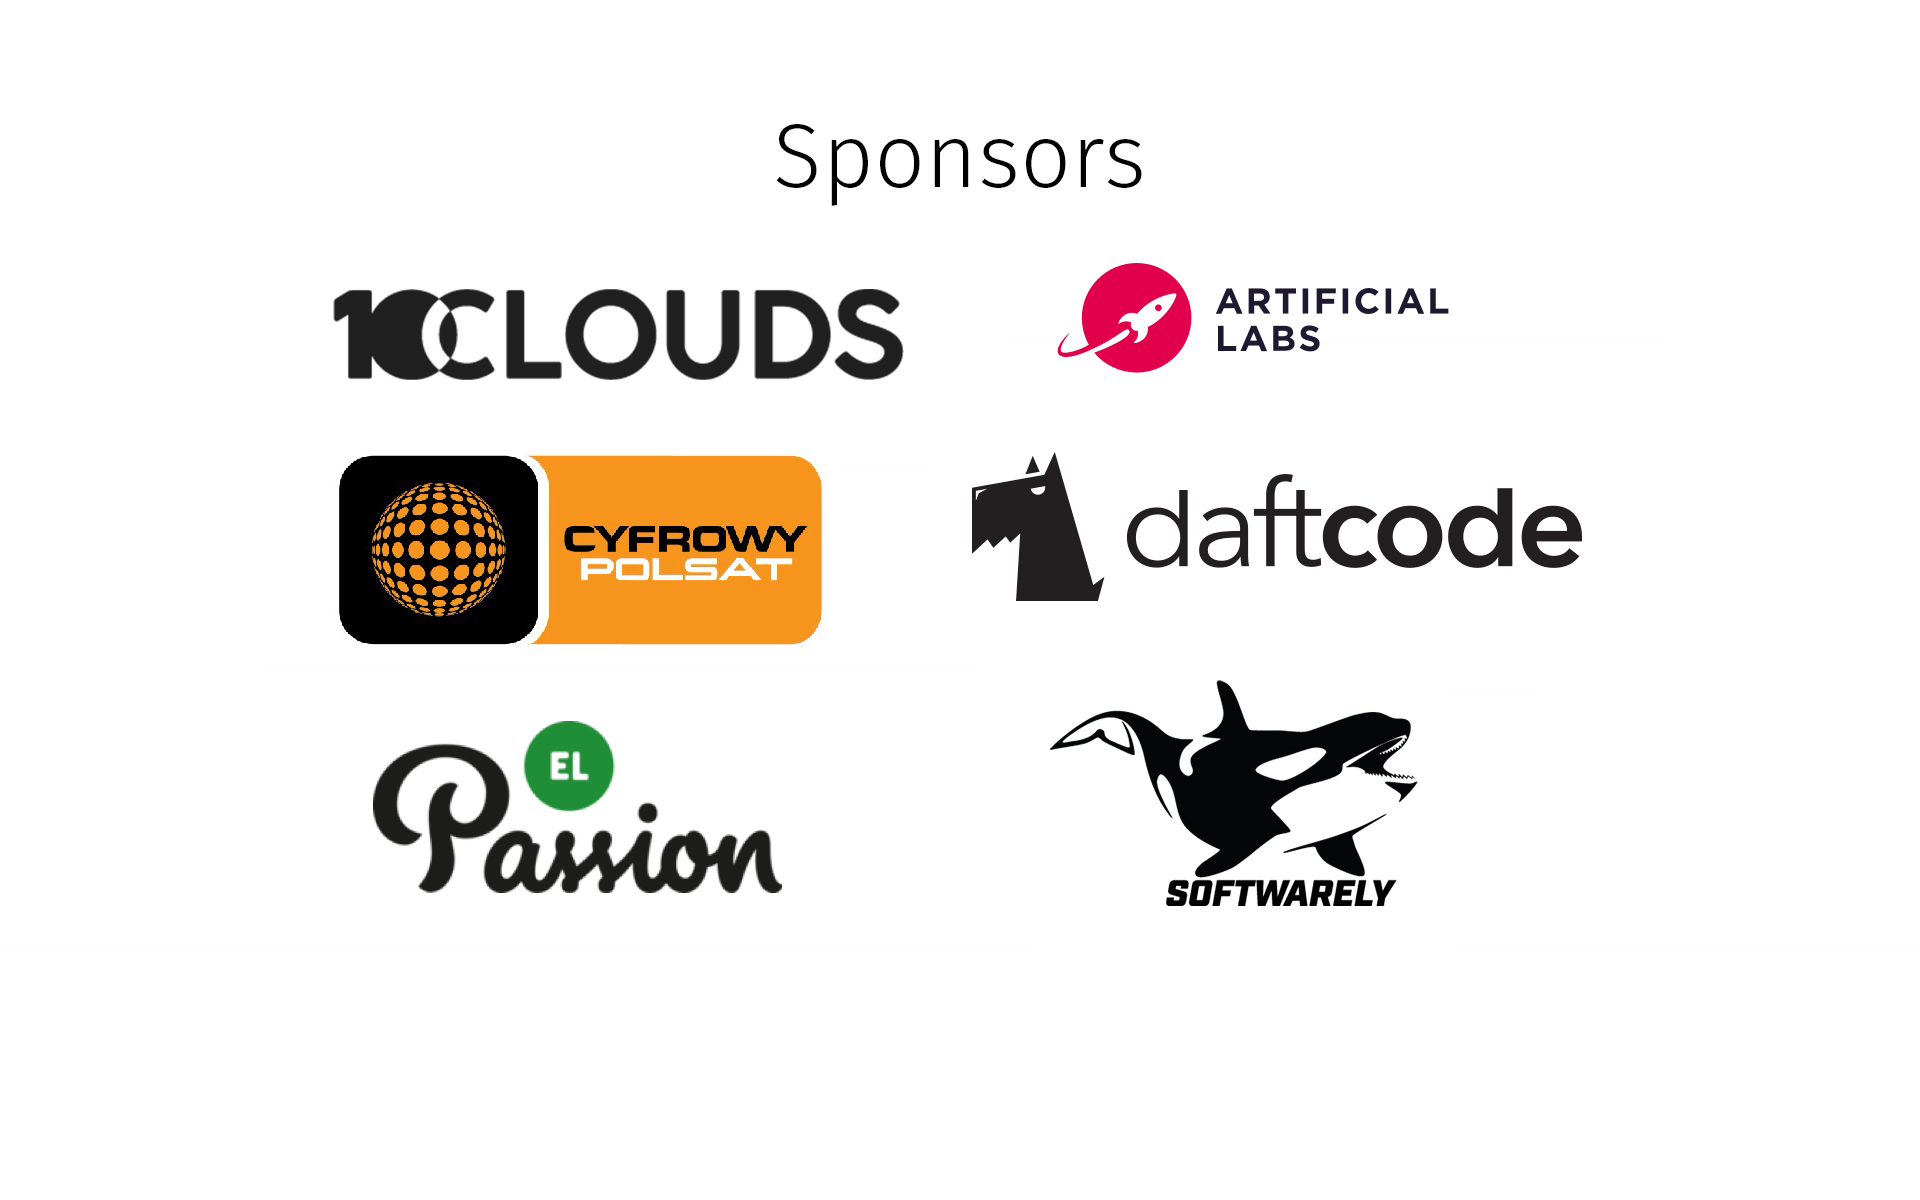 Sponsors
10CLOUDS
ARTIFICIAL
LABS
CYFROWY
POLSAT
daftcode
EL
Passion
SOFTWARELY